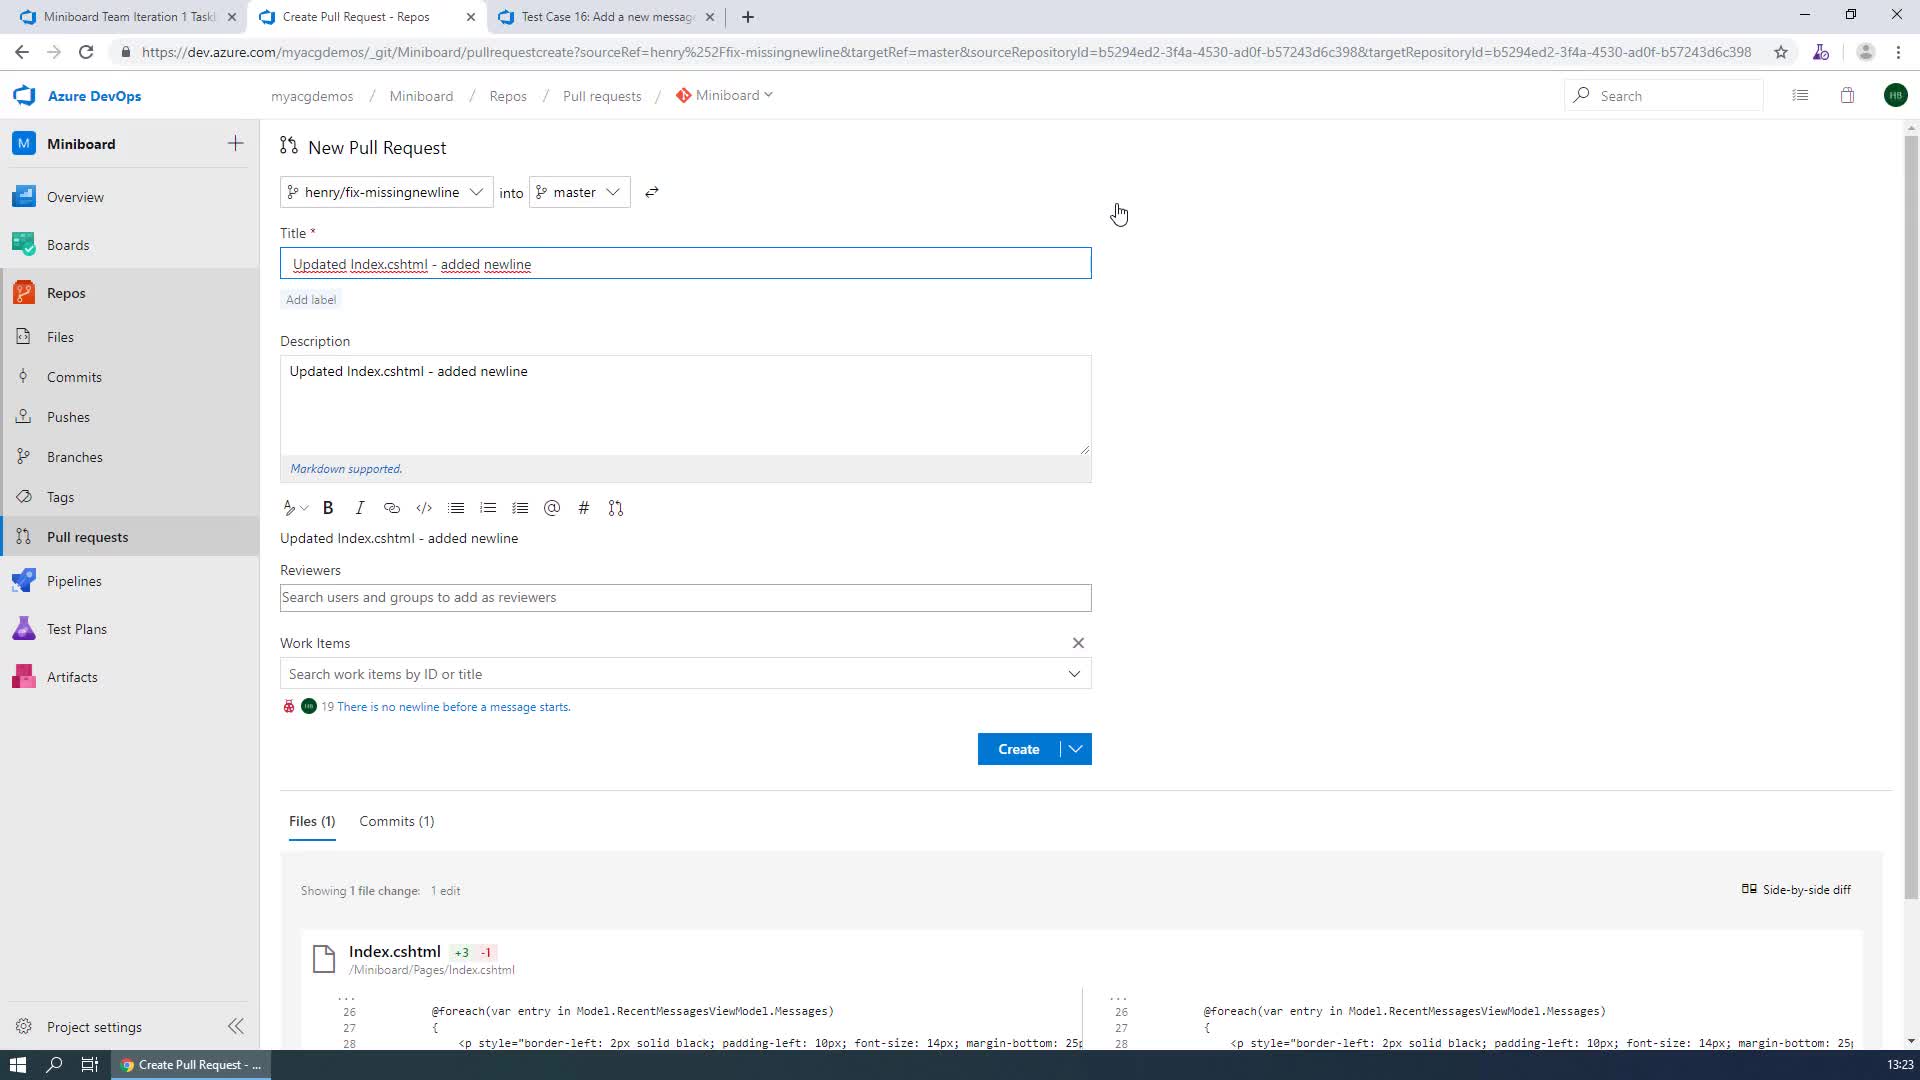 Miniboard Team Iteration 1 Task
Create Pull Request - Repos
Test Case 16: Add a new messag
https://dev.azure.com/myacgdemos/_git/Miniboard/pullrequestcreate?sourceRef=henry%252Ffix-missingnewline&targetRef=master&sourceRepositoryId=b5294ed2-3f4a-4530-ad0f-b57243d6c398&targetRepositoryId=b5294ed2-3f4a-4530-ad0f-b57243d6c398
Azure DevOps
myacgdemos / Miniboard / Repos / Pull requests / Miniboard
Search
HB
M Miniboard
Overview
Boards
Repos
Files
Commits
Pushes
Branches
Tags
Pull requests
Pipelines
Test Plans
Artifacts
Project settings
New Pull Request
henry/fix-missingnewline into master
Title *
Updated Index.cshtml - added newline
Add label
Description
Updated Index.cshtml - added newline
Markdown supported.
B I </> @ #
Updated Index.cshtml - added newline
Reviewers
Search users and groups to add as reviewers
Work Items
Search work items by ID or title
HB 19 There is no newline before a message starts.
Create
Files (1) Commits (1)
Showing 1 file change: 1 edit
Side-by-side diff
Index.cshtml +3 -1
/Miniboard/Pages/Index.cshtml
...
26 @foreach(var entry in Model.RecentMessagesViewModel.Messages)
27 {
28 <p style="border-left: 2px solid black; padding-left: 10px; font-size: 14px; margin-bottom: 25p
...
26 @foreach(var entry in Model.RecentMessagesViewModel.Messages)
27 {
28 <p style="border-left: 2px solid black; padding-left: 10px; font-size: 14px; margin-bottom: 25p
Create Pull Request - ...
13:23